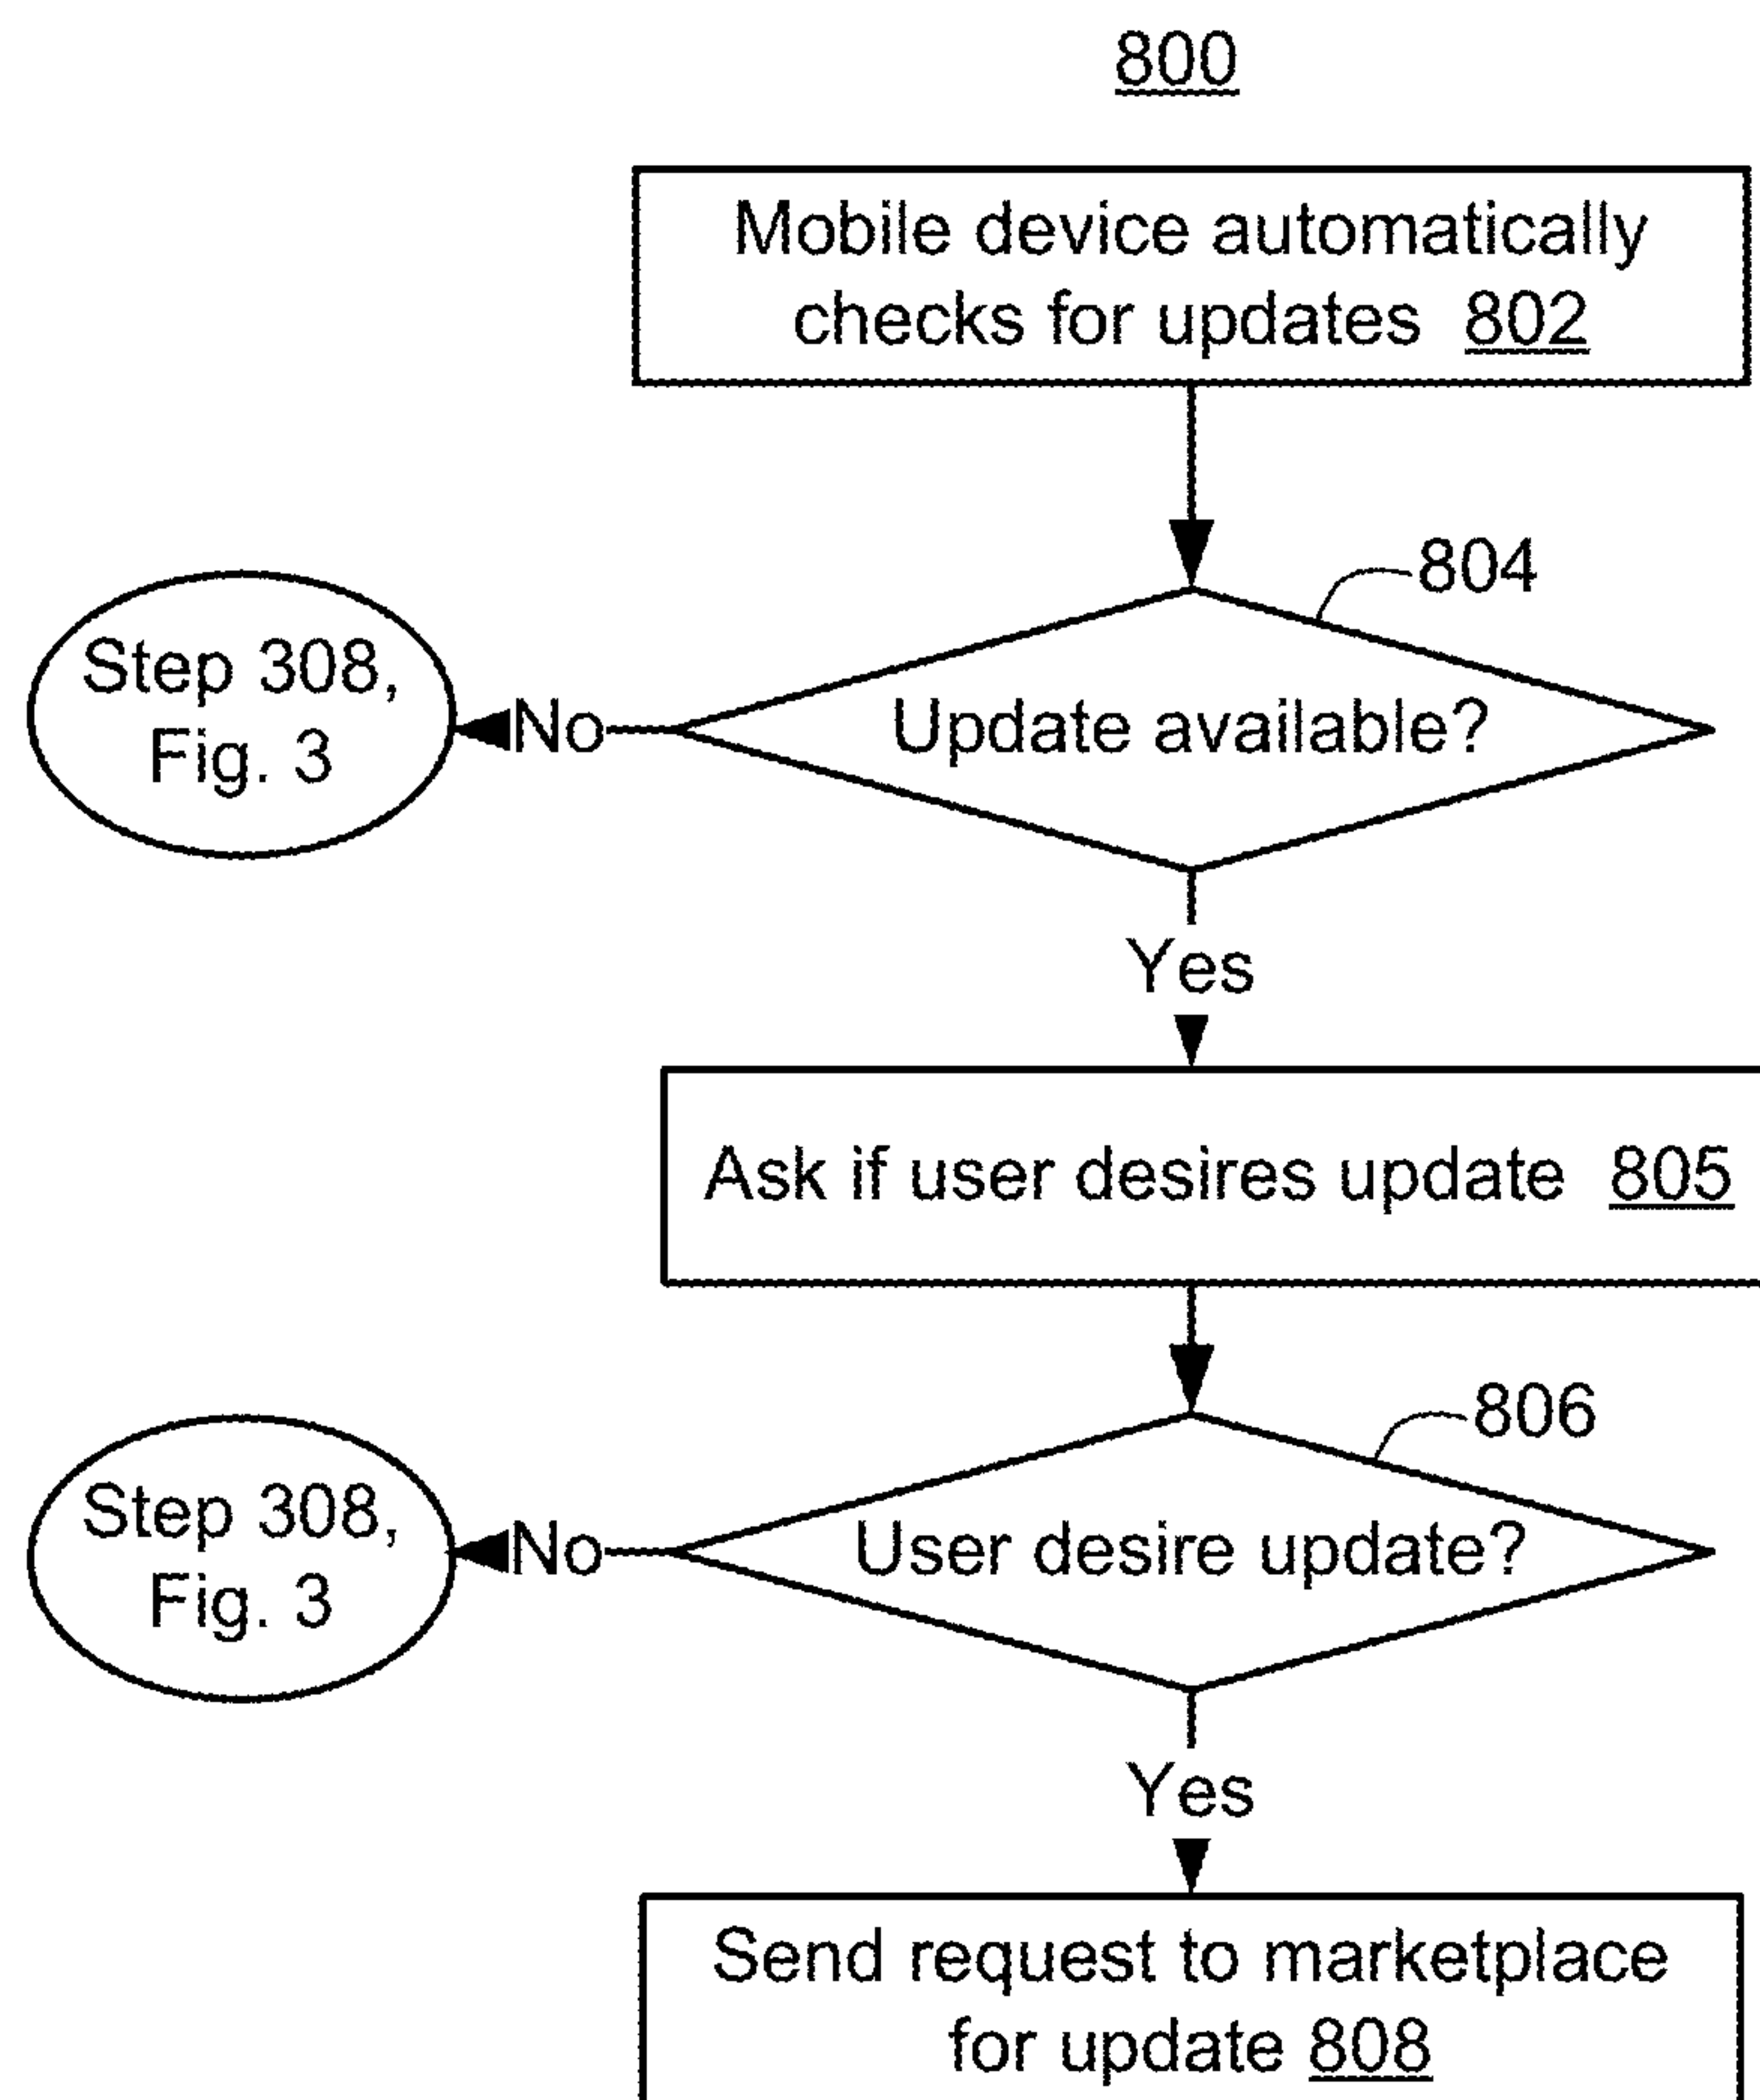 800
Mobile device automatically
checks for updates 802
804
Step 308,
Fig. 3
No
Update available?
Yes
Ask if user desires update 805
806
Step 308,
Fig. 3
No
User desire update?
Yes
Send request to marketplace
for update 808